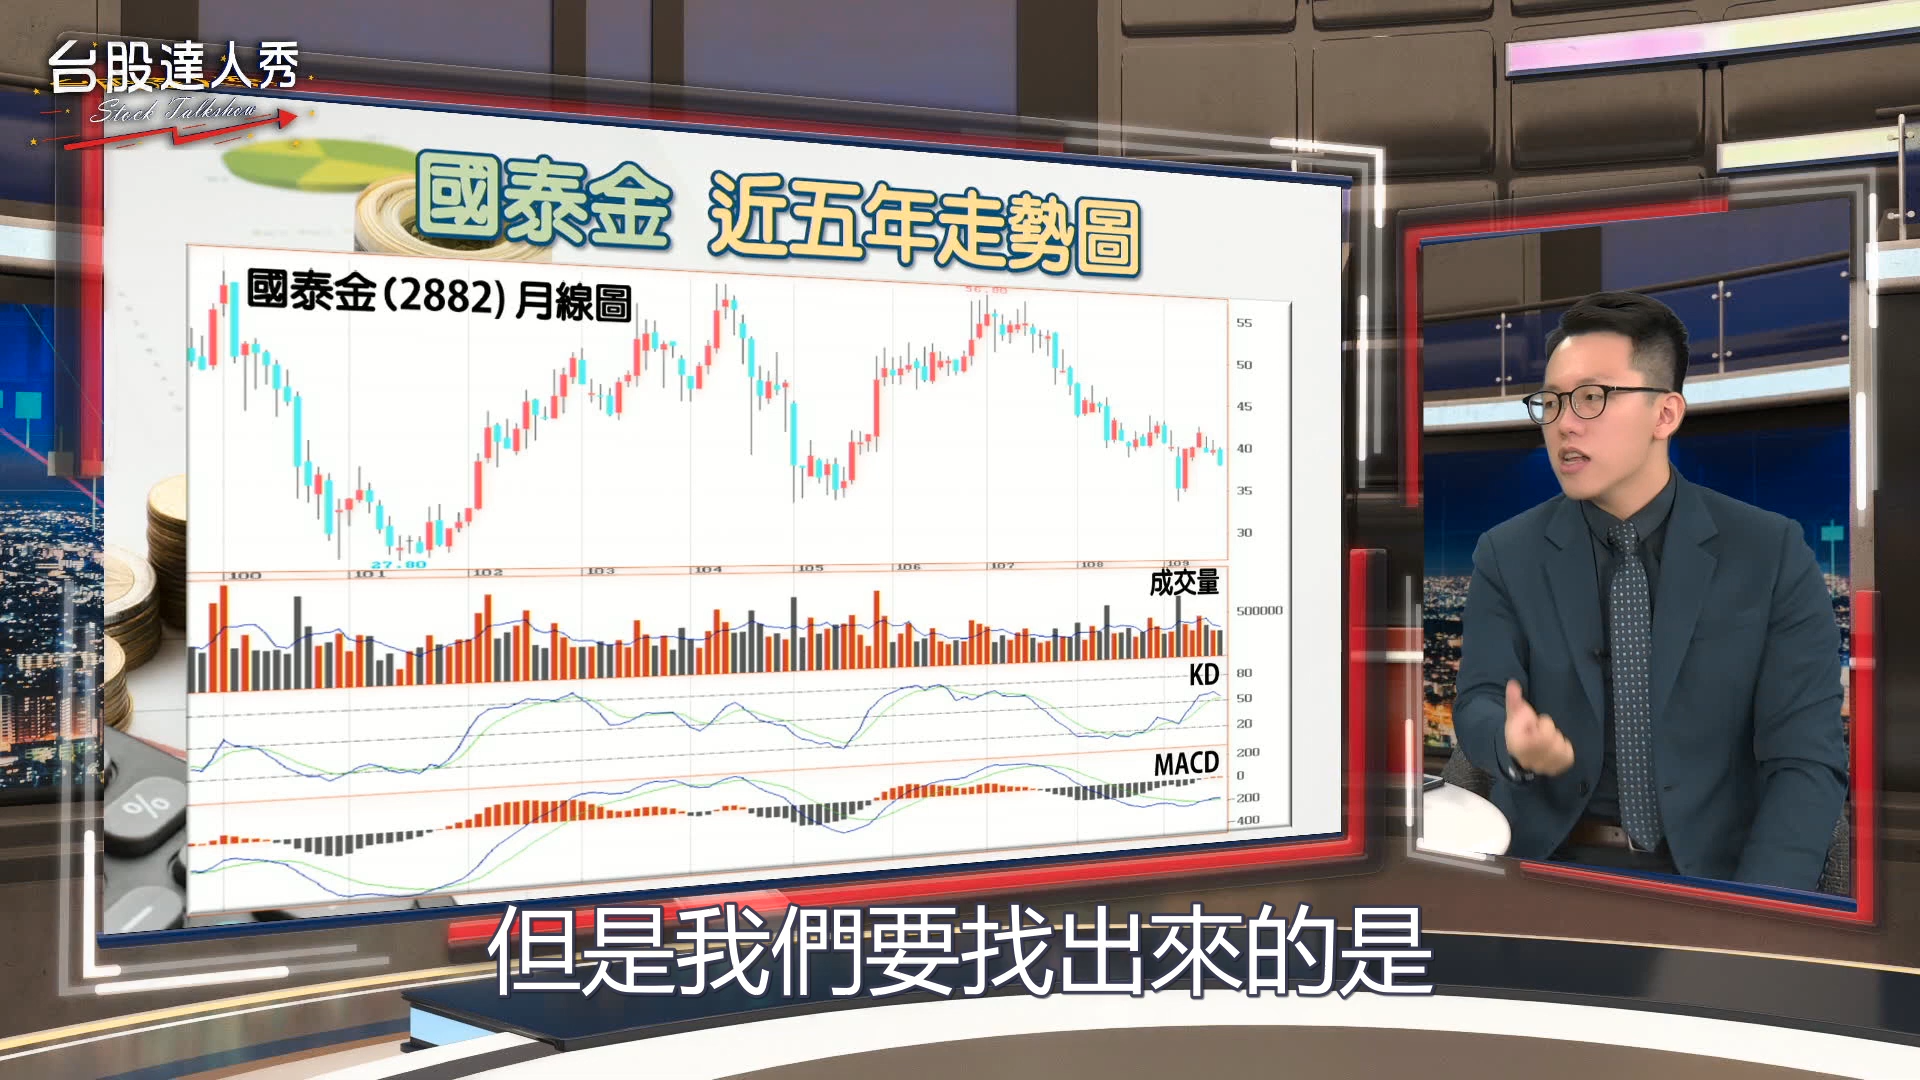 台股達人秀
Stock Talkshow
國泰金 近五年走勢圖
國泰金(2882)月線圖
56.80
55
50
45
40
35
30
27.80
100 101 102 103 104 105 106 107 108 109
成交量
500000
KD
80
50
20
MACD
200
0
-200
-400
%
但是我們要找出來的是